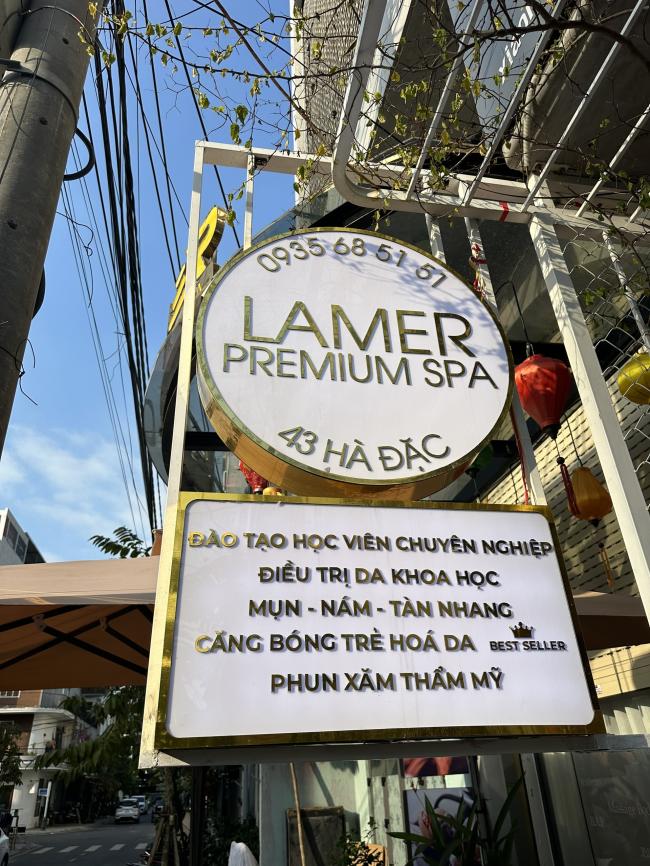 0935 68 51 51
LAMER
PREMIUM SPA
43 HÀ ĐẶC
ĐÀO TẠO HỌC VIÊN CHUYÊN NGHIỆP
ĐIỀU TRỊ DA KHOA HỌC
MỤN - NÁM - TÀN NHANG
CĂNG BÓNG TRẺ HOÁ DA BEST SELLER
PHUN XĂM THẨM MỸ